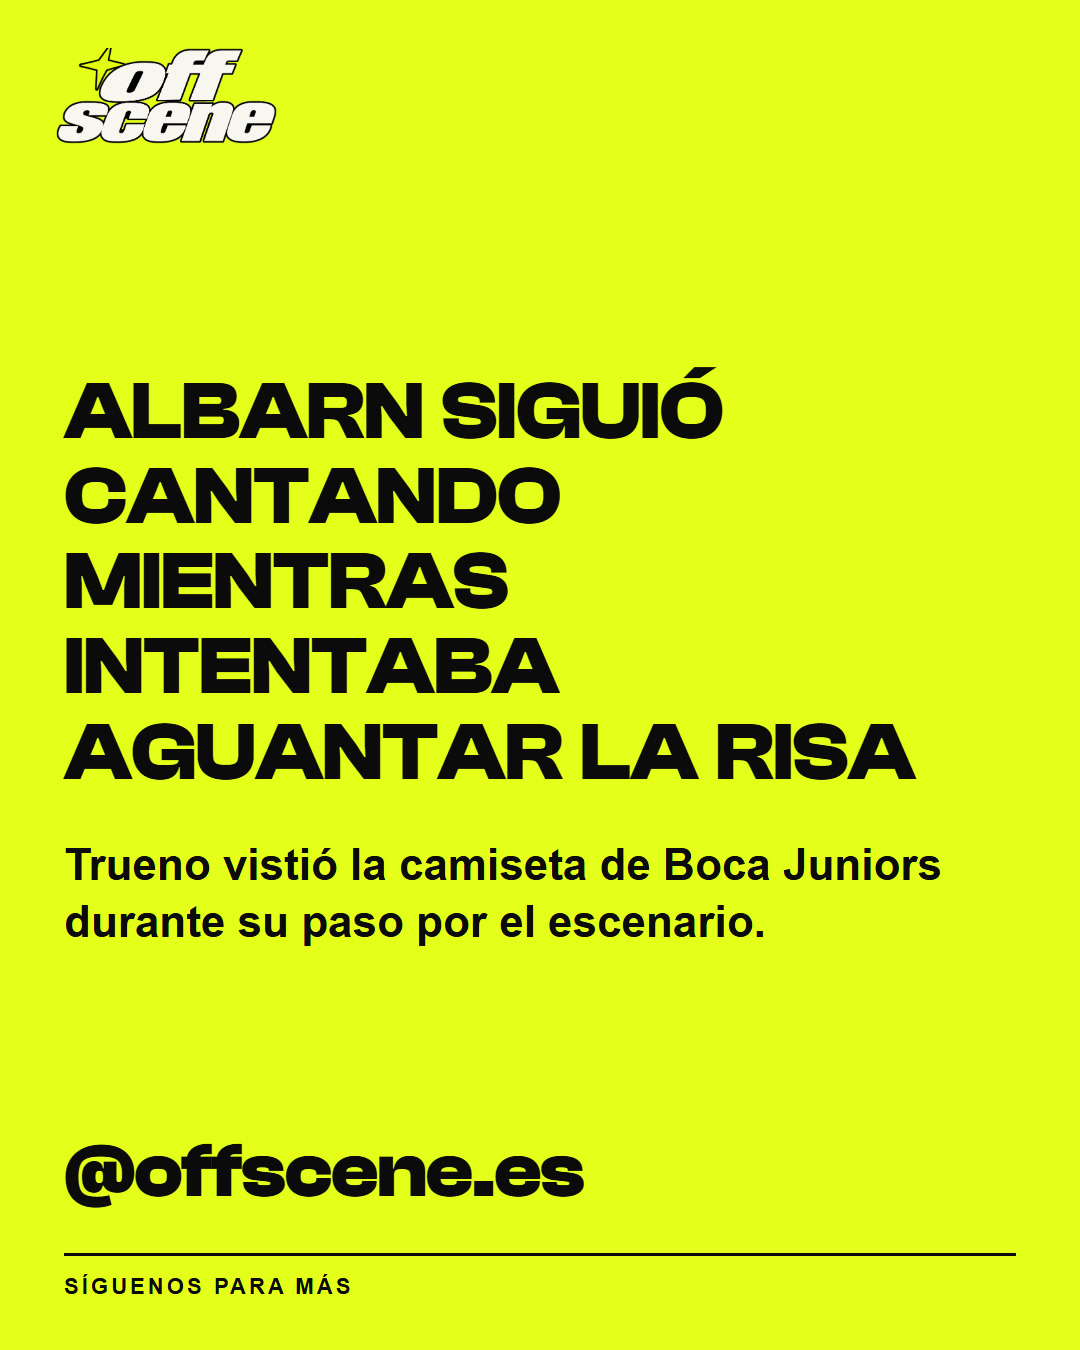 off
scene
ALBARN SIGUIÓ
CANTANDO
MIENTRAS
INTENTABA
AGUANTAR LA RISA
Trueno vistió la camiseta de Boca Juniors
durante su paso por el escenario.
@offscene.es
SÍGUENOS PARA MÁS